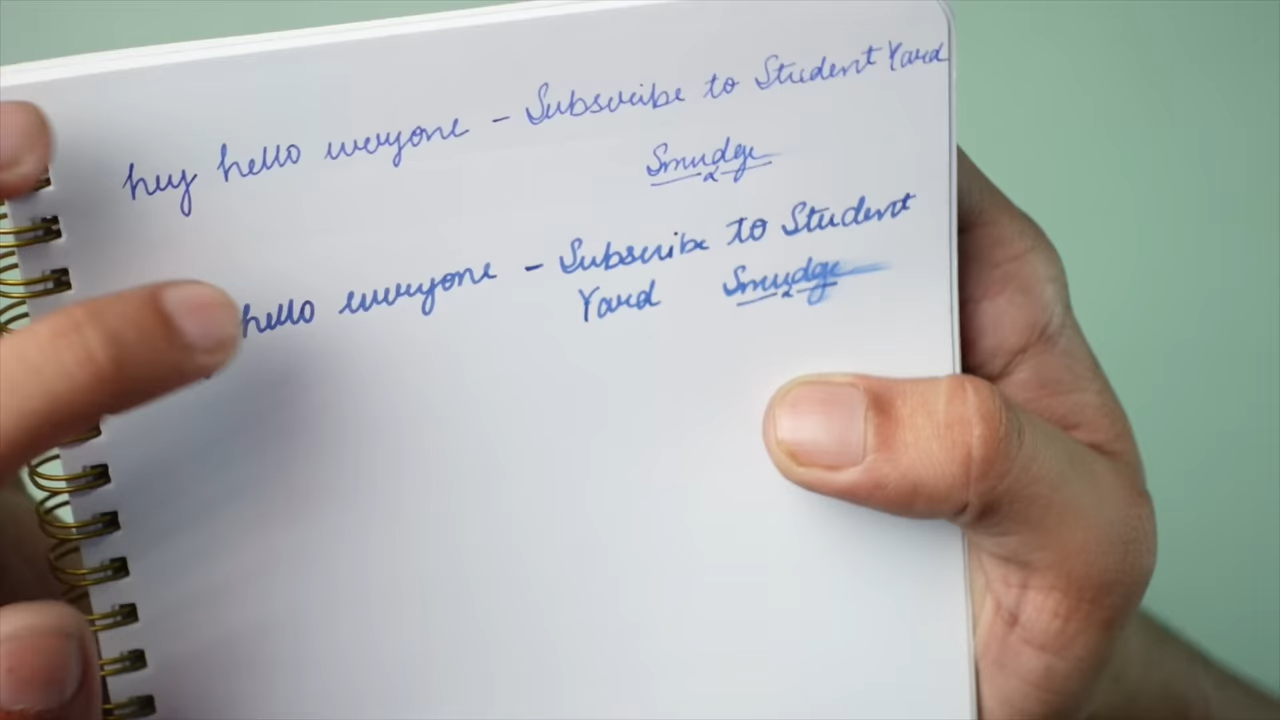 hey hello everyone - Subscribe to Student Yard
Smudge
hello everyone - Subscribe to Student
Yard Smudge